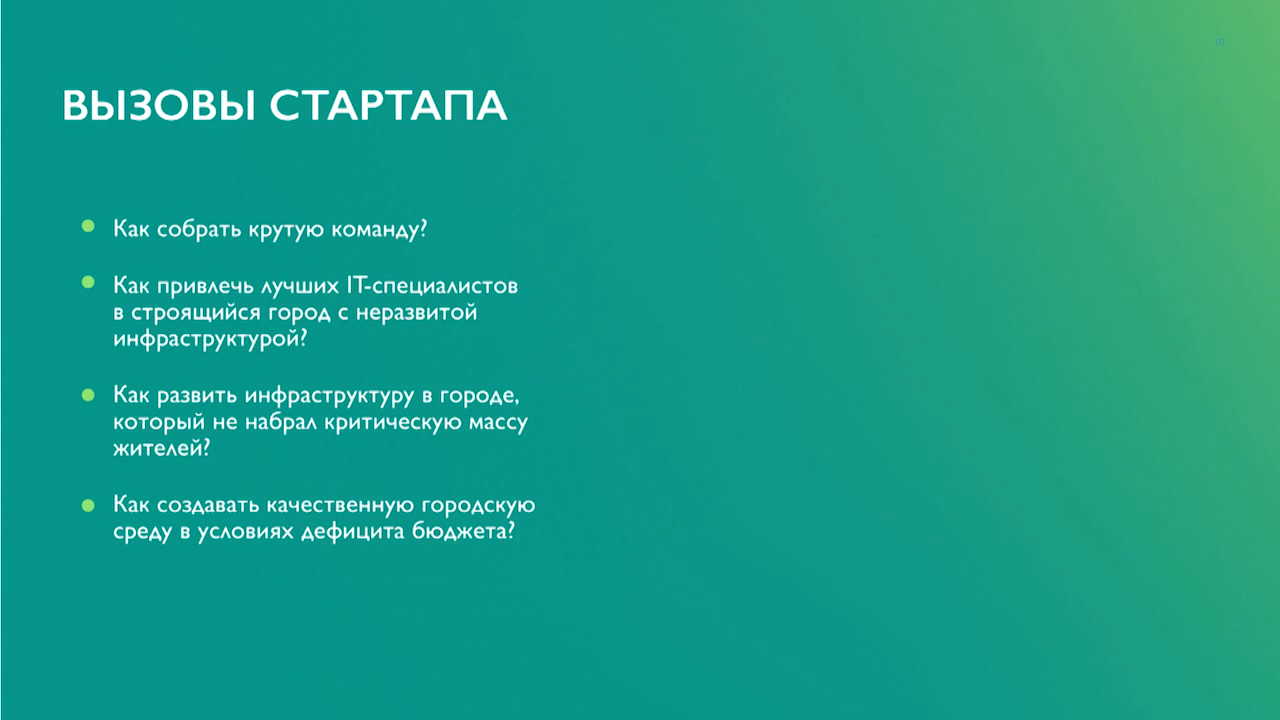 ВЫЗОВЫ СТАРТАПА
Как собрать крутую команду?
Как привлечь лучших IT-специалистов
в строящийся город с неразвитой
инфраструктурой?
Как развить инфраструктуру в городе,
который не набрал критическую массу
жителей?
Как создавать качественную городскую
среду в условиях дефицита бюджета?